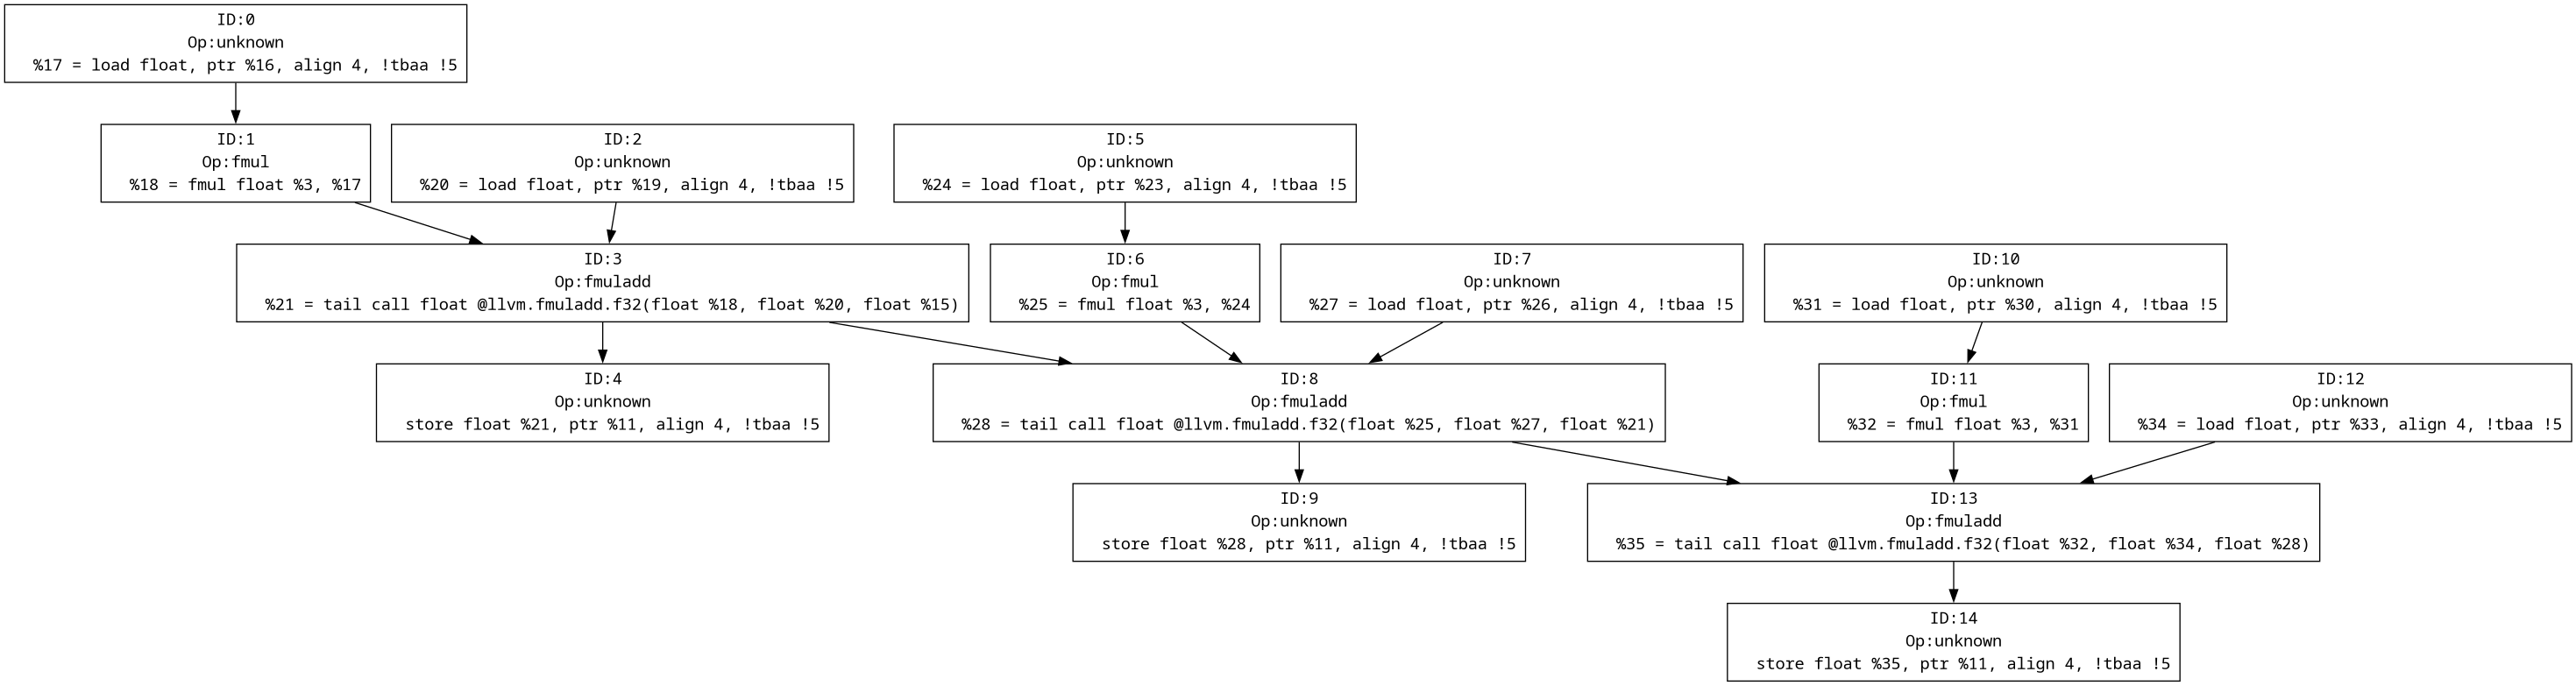 ID:0
Op:unknown
%17 = load float, ptr %16, align 4, !tbaa !5
ID:1
Op:fmul
%18 = fmul float %3, %17
ID:2
Op:unknown
%20 = load float, ptr %19, align 4, !tbaa !5
ID:5
Op:unknown
%24 = load float, ptr %23, align 4, !tbaa !5
ID:3
Op:fmuladd
%21 = tail call float @llvm.fmuladd.f32(float %18, float %20, float %15)
ID:6
Op:fmul
%25 = fmul float %3, %24
ID:7
Op:unknown
%27 = load float, ptr %26, align 4, !tbaa !5
ID:10
Op:unknown
%31 = load float, ptr %30, align 4, !tbaa !5
ID:4
Op:unknown
store float %21, ptr %11, align 4, !tbaa !5
ID:8
Op:fmuladd
%28 = tail call float @llvm.fmuladd.f32(float %25, float %27, float %21)
ID:11
Op:fmul
%32 = fmul float %3, %31
ID:12
Op:unknown
%34 = load float, ptr %33, align 4, !tbaa !5
ID:9
Op:unknown
store float %28, ptr %11, align 4, !tbaa !5
ID:13
Op:fmuladd
%35 = tail call float @llvm.fmuladd.f32(float %32, float %34, float %28)
ID:14
Op:unknown
store float %35, ptr %11, align 4, !tbaa !5